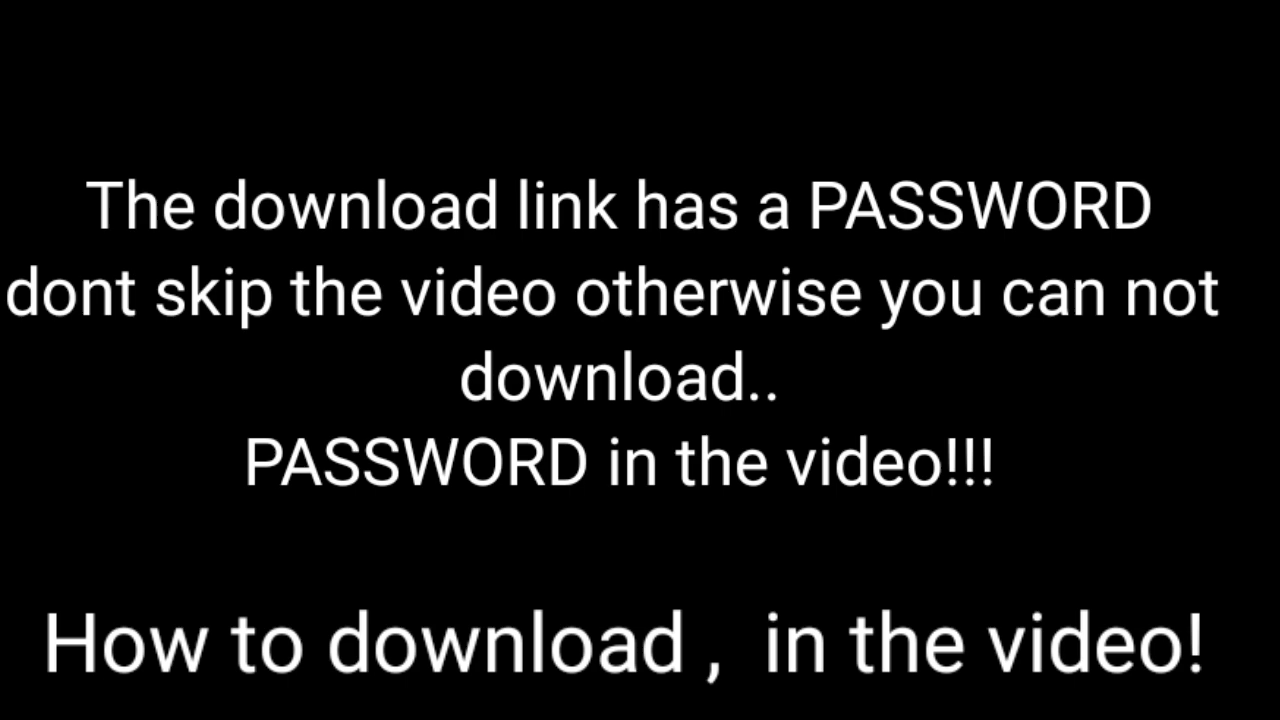 The download link has a PASSWORD
dont skip the video otherwise you can not
download..
PASSWORD in the video!!!
How to download ,  in the video!